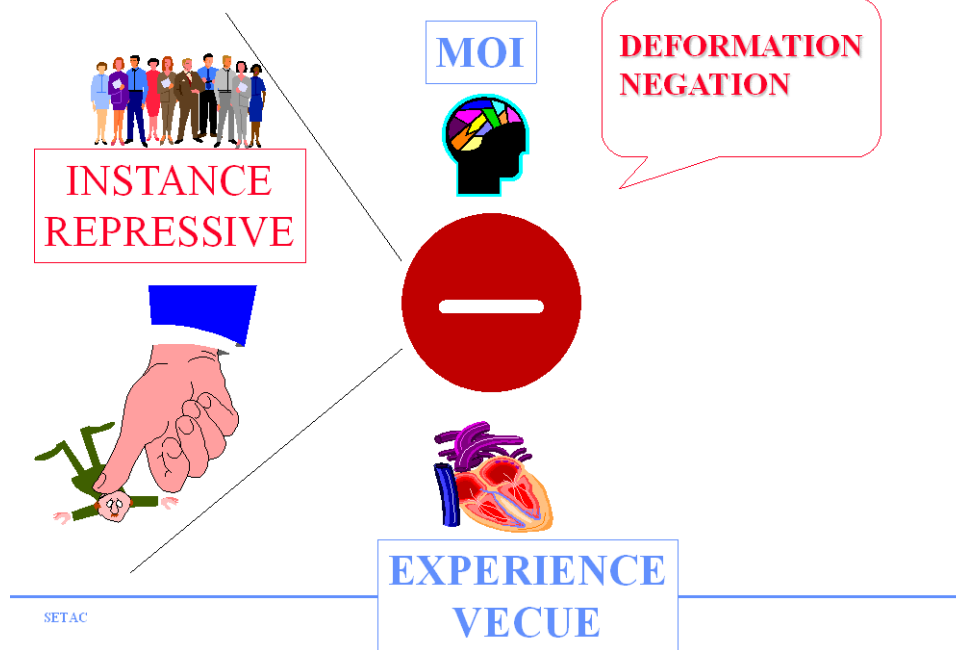 MOI
DEFORMATION
NEGATION
INSTANCE
REPRESSIVE
EXPERIENCE
VECUE
SETAC